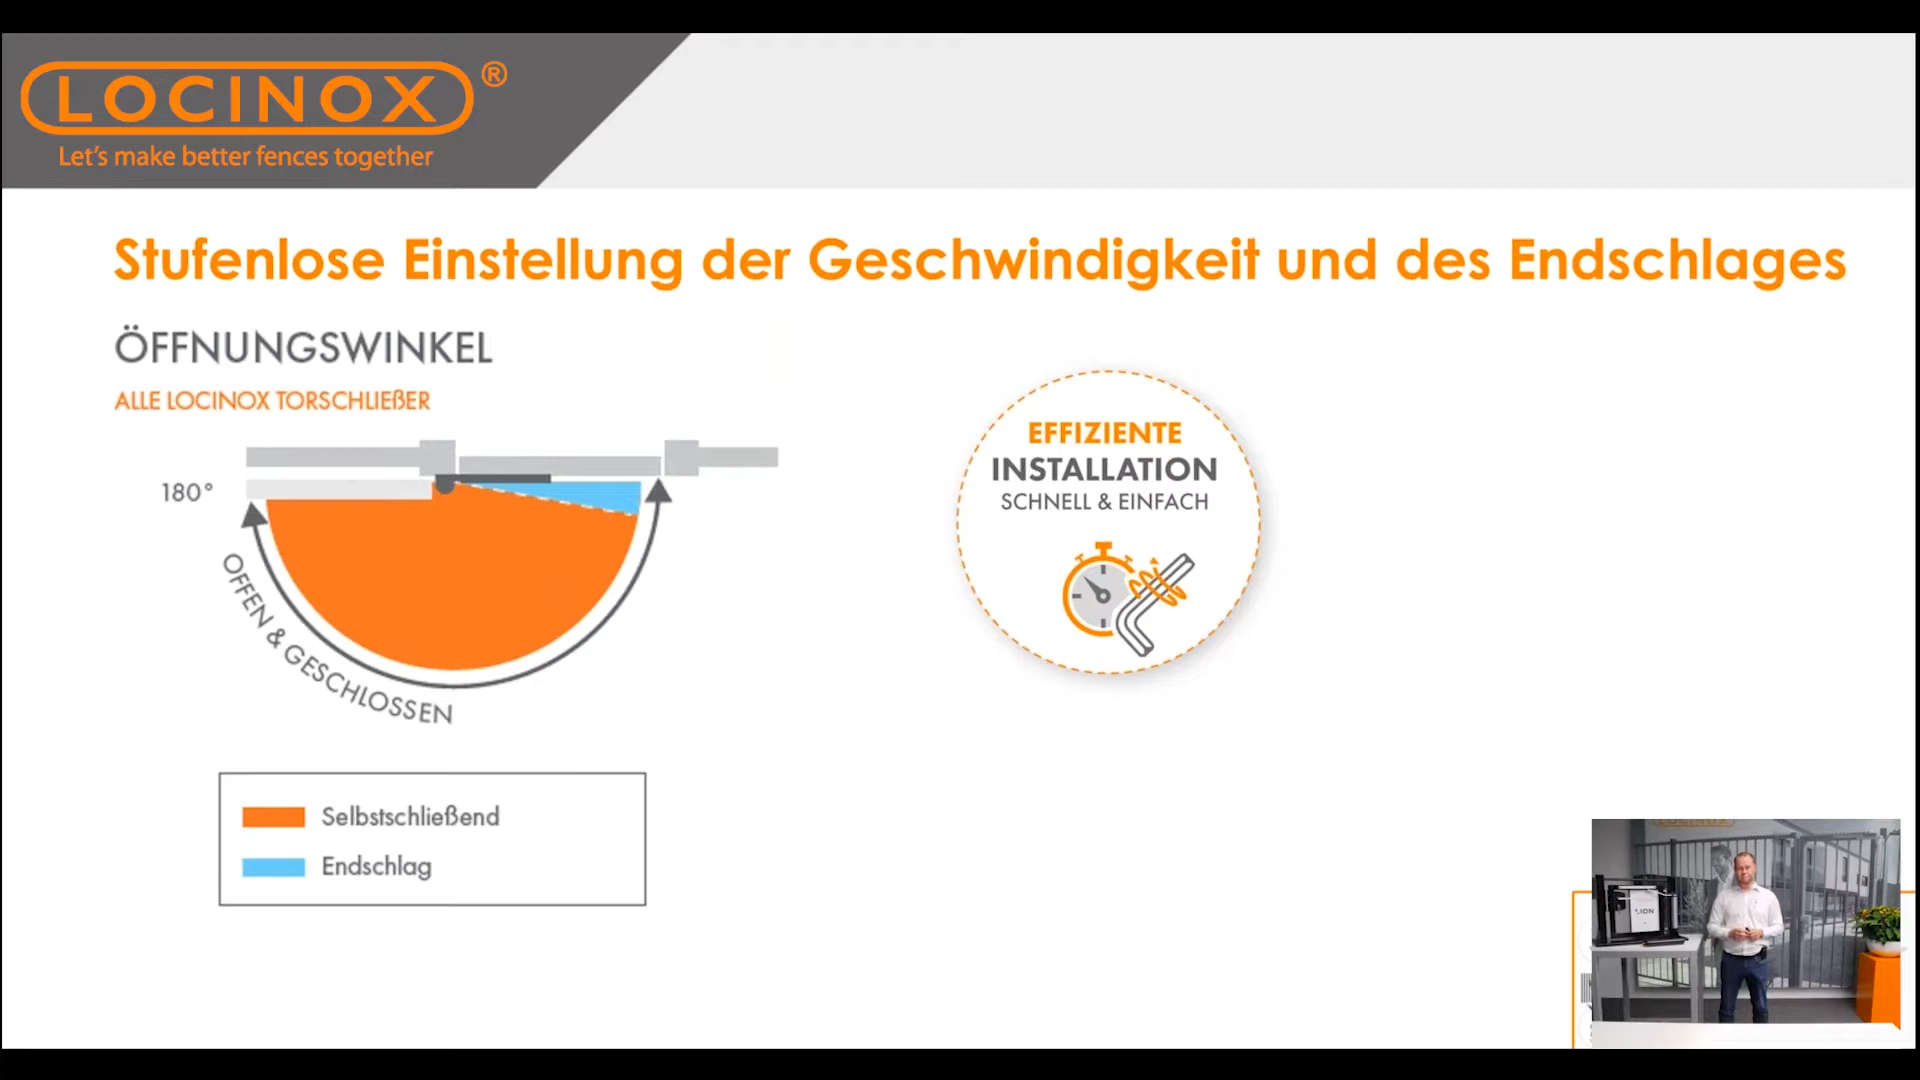 LOCINOX®
Let's make better fences together
Stufenlose Einstellung der Geschwindigkeit und des Endschlages
ÖFFNUNGSWINKEL
ALLE LOCINOX TORSCHLIEßER
180°
OFFEN & GESCHLOSSEN
EFFIZIENTE
INSTALLATION
SCHNELL & EINFACH
Selbstschließend
Endschlag
LION